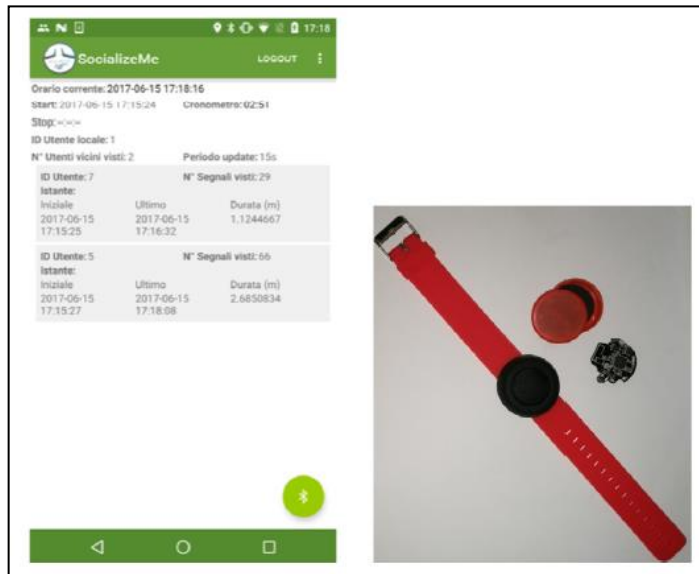 17:18
SocializeMe LOGOUT
Orario corrente: 2017-06-15 17:18:16
Start: 2017-06-15 17:15:24 Cronometro: 02:51
Stop: --:--:--
ID Utente locale: 1
N° Utenti vicini visti: 2 Periodo update: 15s
ID Utente: 7 N° Segnali visti: 29
Istante:
Iniziale Ultimo Durata (m)
2017-06-15 2017-06-15 1.1244667
17:15:25 17:16:32
ID Utente: 5 N° Segnali visti: 66
Istante:
Iniziale Ultimo Durata (m)
2017-06-15 2017-06-15 2.6850834
17:15:27 17:18:08